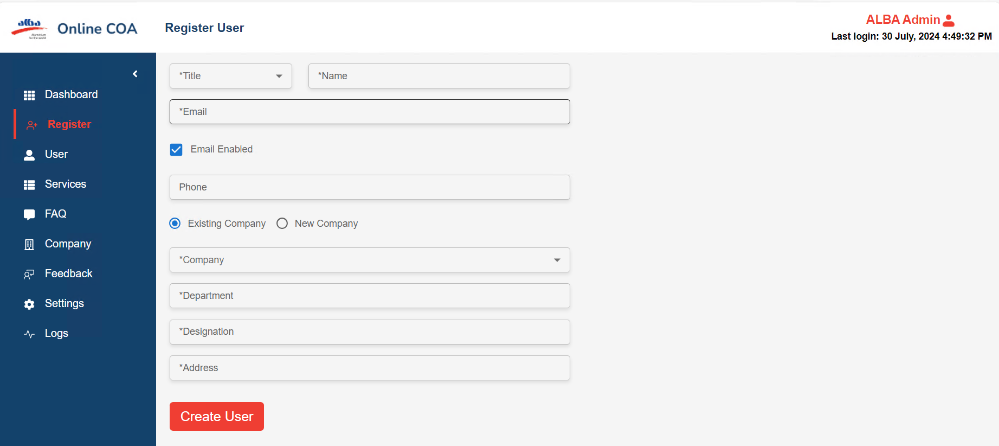 alba
Aluminium
for the world
Online COA
Register User
ALBA Admin
Last login: 30 July, 2024 4:49:32 PM
Dashboard
Register
User
Services
FAQ
Company
Feedback
Settings
Logs
*Title
*Name
*Email
Email Enabled
Phone
Existing Company
New Company
*Company
*Department
*Designation
*Address
Create User